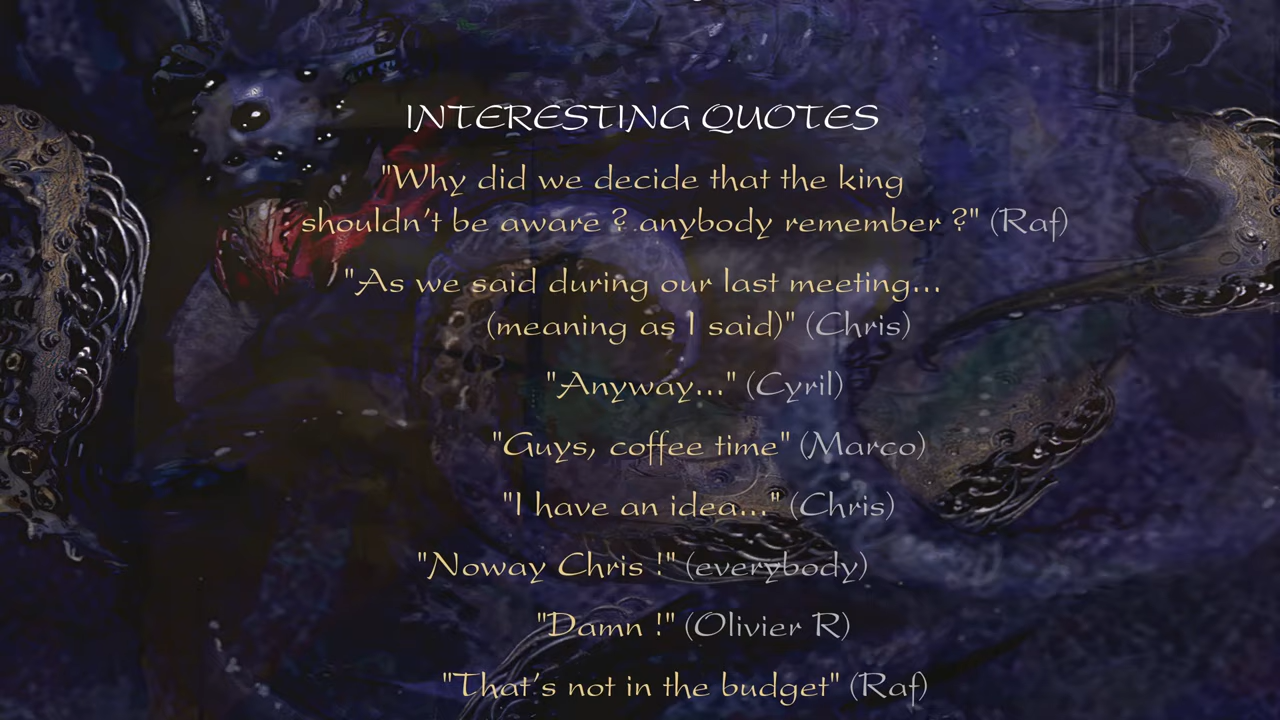 INTERESTING QUOTES
"Why did we decide that the king
shouldn't be aware ? anybody remember ?" (Raf)
"As we said during our last meeting...
(meaning as I said)" (Chris)
"Anyway..." (Cyril)
"Guys, coffee time" (Marco)
"I have an idea..." (Chris)
"Noway Chris !" (everybody)
"Damn !" (Olivier R)
"That's not in the budget" (Raf)